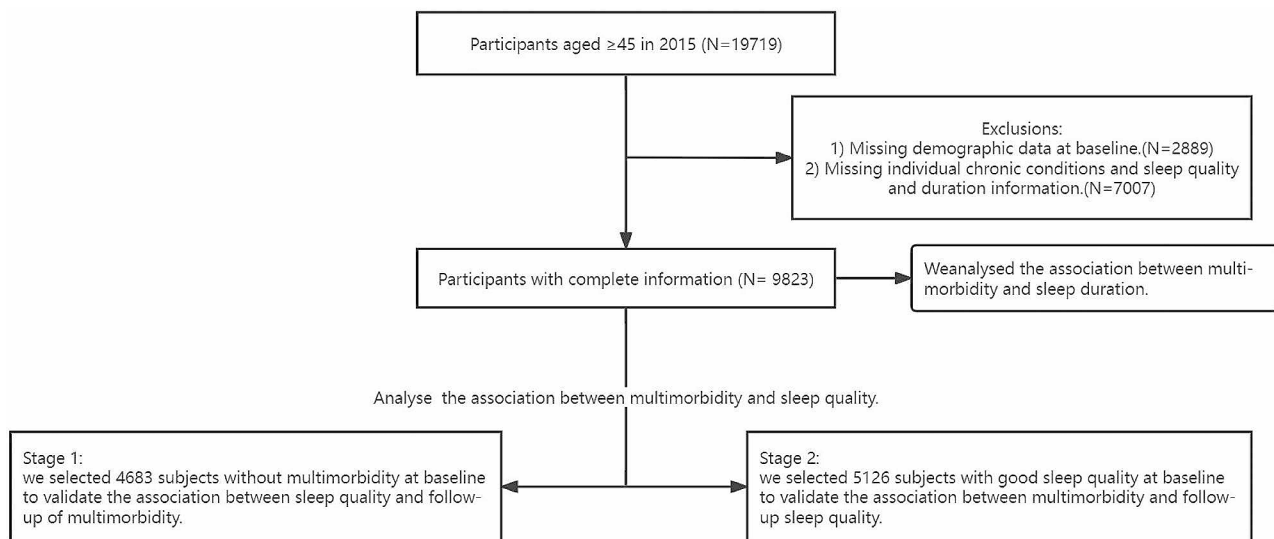 Participants aged ≥45 in 2015 (N=19719)
Exclusions:
1) Missing demographic data at baseline.(N=2889)
2) Missing individual chronic conditions and sleep quality
and duration information.(N=7007)
Participants with complete information (N= 9823)
Weanalysed the association between multi-
morbidity and sleep duration.
Analyse  the association between multimorbidity and sleep quality.
Stage 1:
we selected 4683 subjects without multimorbidity at baseline
to validate the association between sleep quality and follow-
up of multimorbidity.
Stage 2:
we selected 5126 subjects with good sleep quality at baseline
to validate the association between multimorbidity and follow-
up sleep quality.